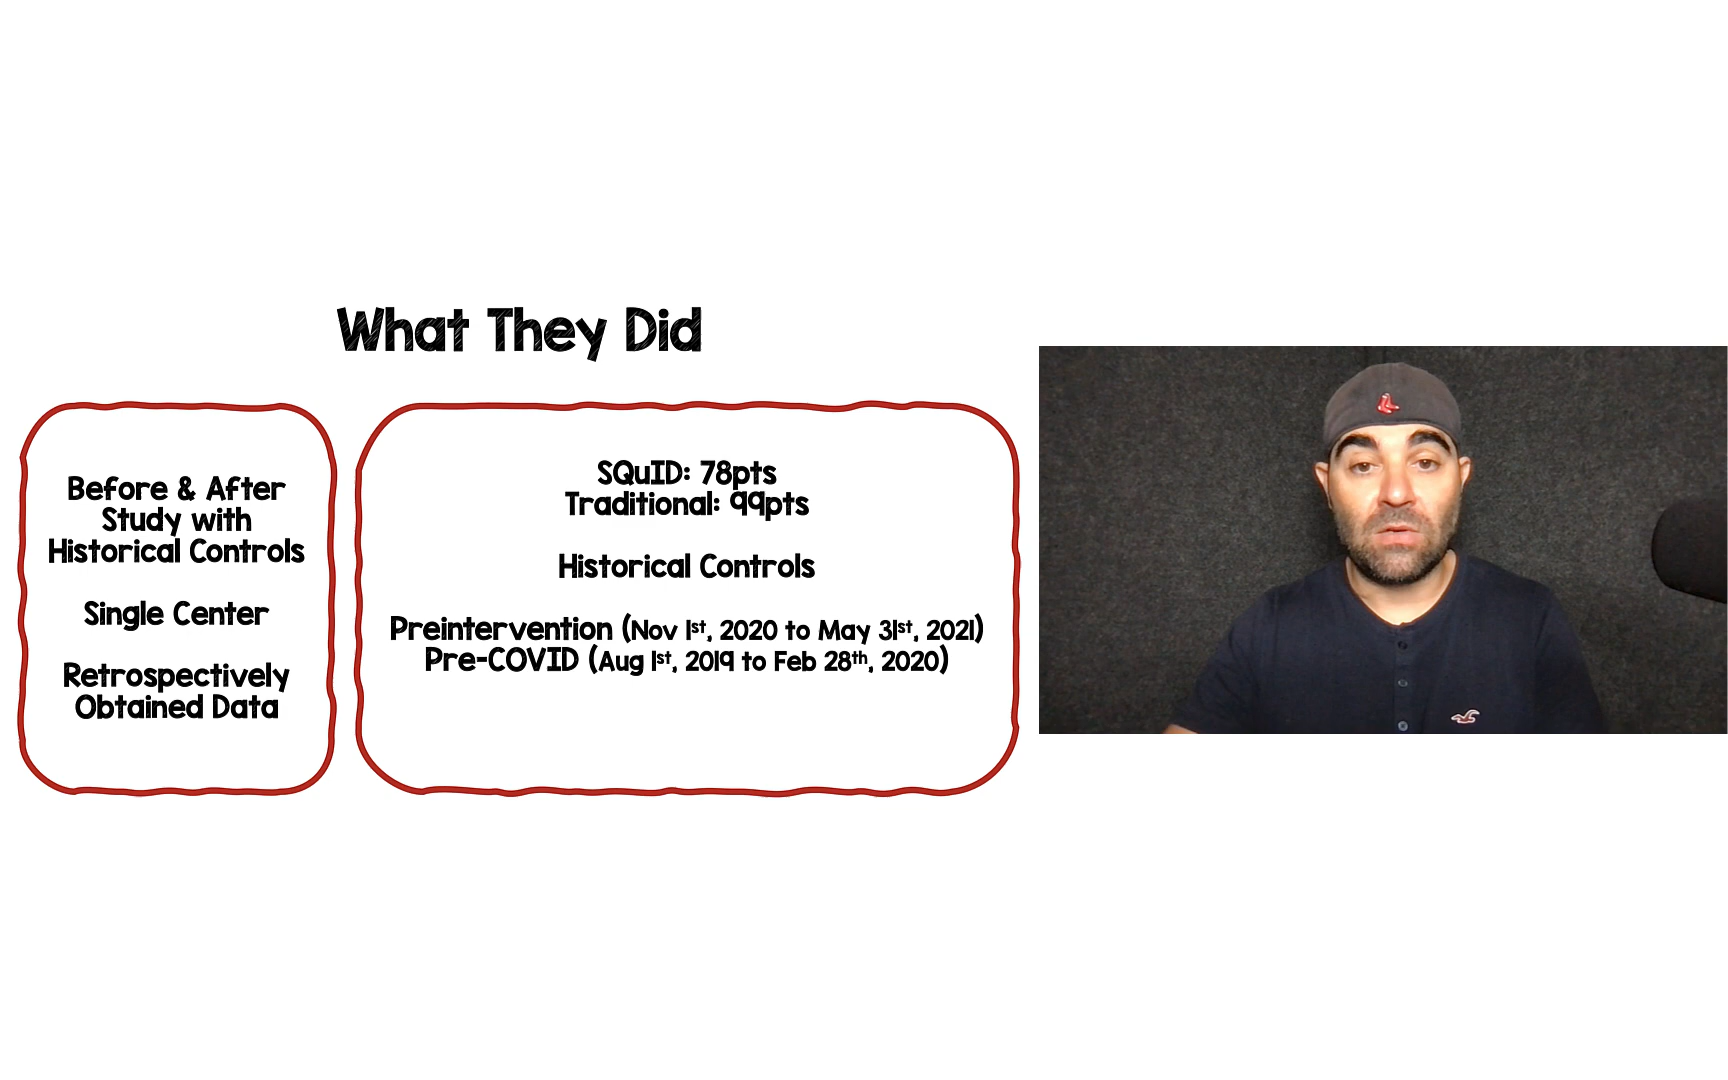 What They Did
Before & After
Study with
Historical Controls
Single Center
Retrospectively
Obtained Data
SQuID: 78pts
Traditional: 99pts
Historical Controls
Preintervention (Nov 1st, 2020 to May 31st, 2021)
Pre-COVID (Aug 1st, 2019 to Feb 28th, 2020)